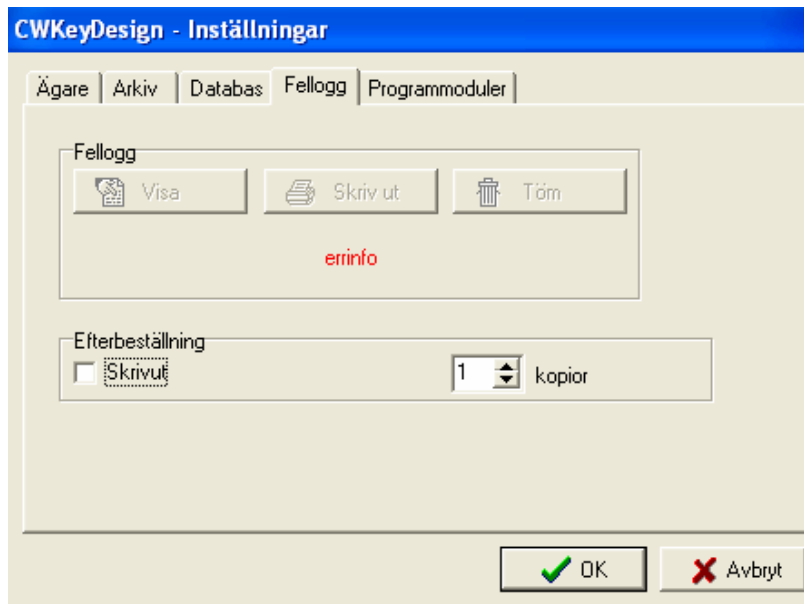 CWKeyDesign - Inställningar
Ägare Arkiv Databas Fellogg Programmoduler
Fellogg
Visa Skriv ut Töm
errinfo
Efterbeställning
Skrivut 1 kopior
OK Avbryt